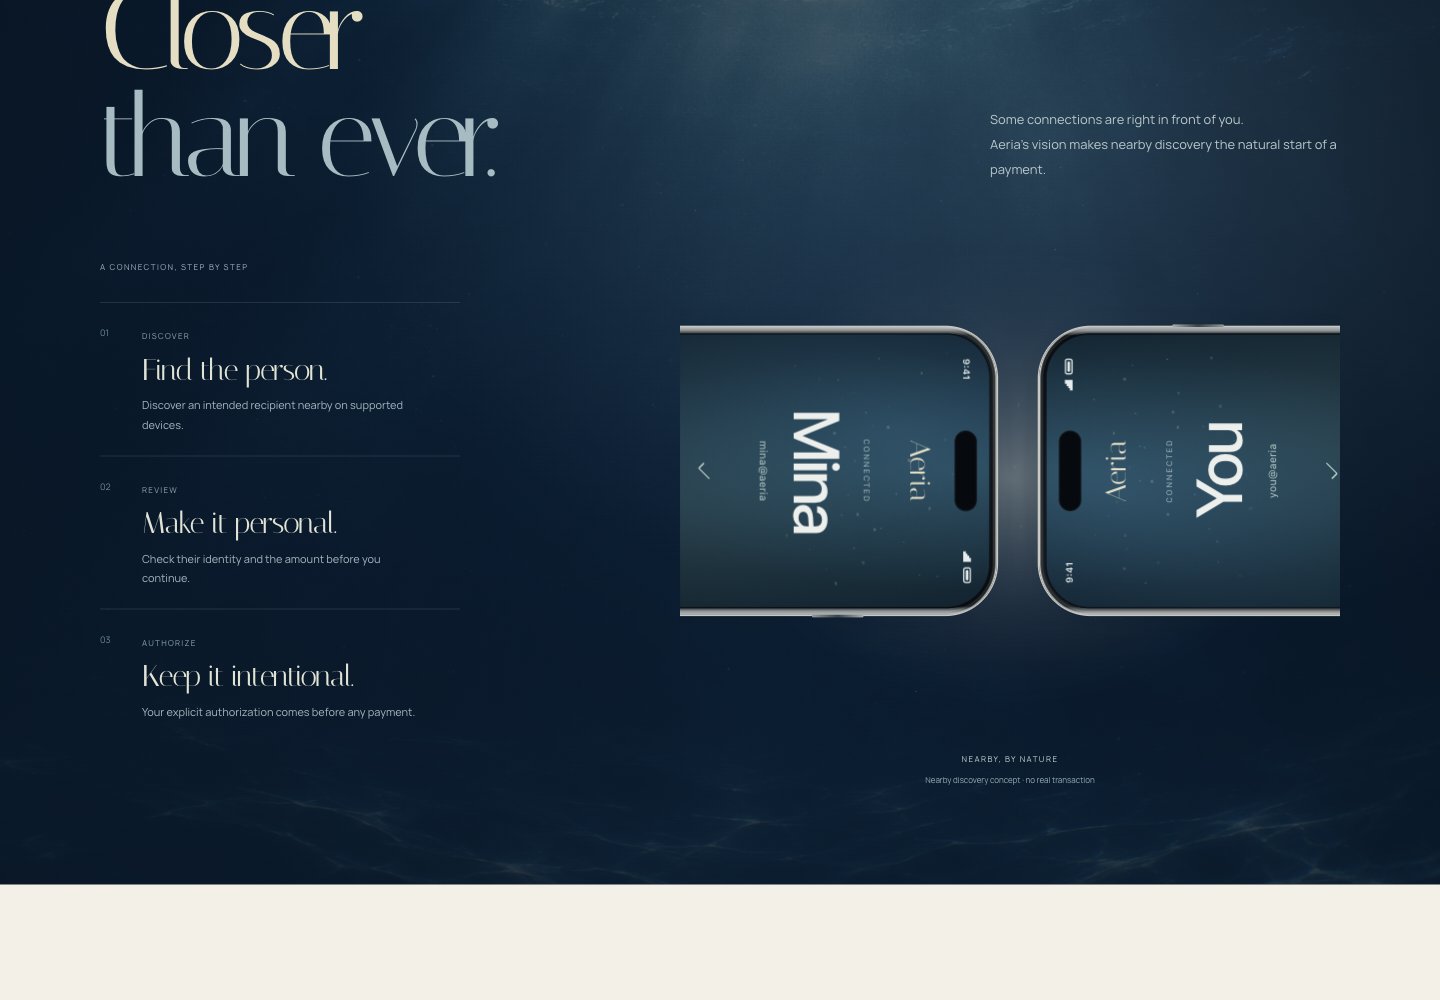 Closer
than ever.
Some connections are right in front of you.
Aeria's vision makes nearby discovery the natural start of a
payment.
A CONNECTION, STEP BY STEP
01
DISCOVER
Find the person.
Discover an intended recipient nearby on supported
devices.
02
REVIEW
Make it personal.
Check their identity and the amount before you
continue.
03
AUTHORIZE
Keep it intentional.
Your explicit authorization comes before any payment.
9:41
Aeria
CONNECTED
Mina
mina@aeria
9:41
Aeria
CONNECTED
You
you@aeria
NEARBY, BY NATURE
Nearby discovery concept · no real transaction